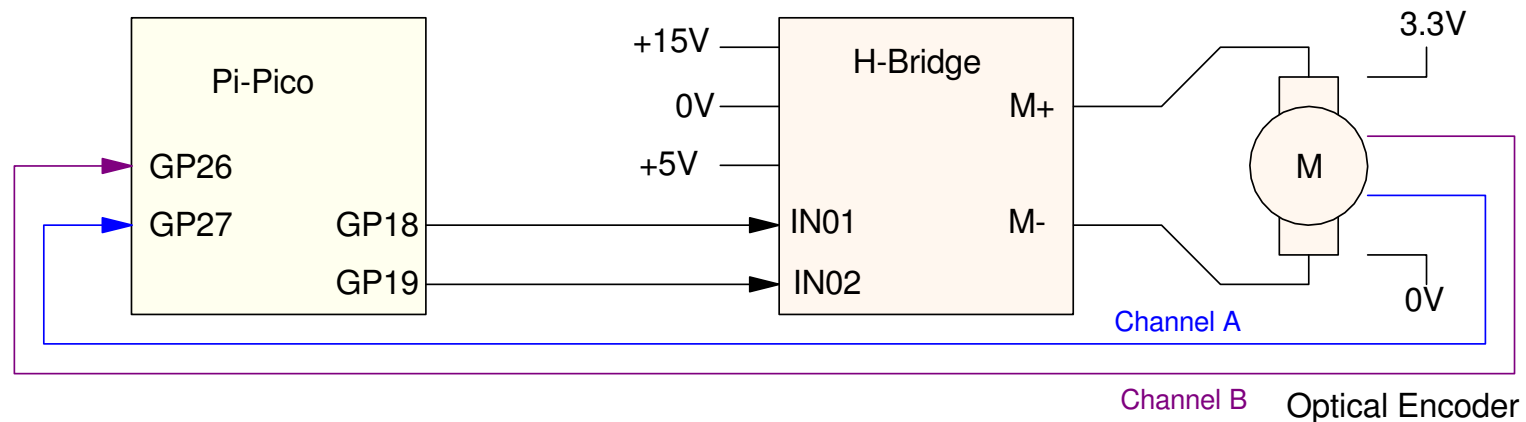 3.3V
+15V
H-Bridge
Pi-Pico
0V
M+
+5V
M
GP26
GP27
GP18
IN01
M-
GP19
IN02
0V
Channel A
Channel B
Optical Encoder